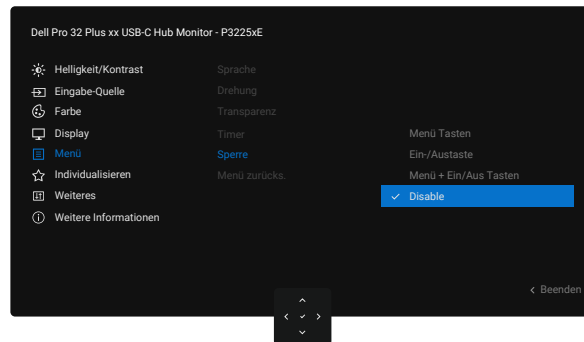 Dell Pro 32 Plus xx USB-C Hub Monitor - P3225xE
Helligkeit/Kontrast Sprache
Eingabe-Quelle Drehung
Farbe Transparenz
Display Timer Menü Tasten
Menü Sperre Ein-/Austaste
Individualisieren Menü zurücks. Menü + Ein/Aus Tasten
Weiteres Disable
Weitere Informationen
Beenden